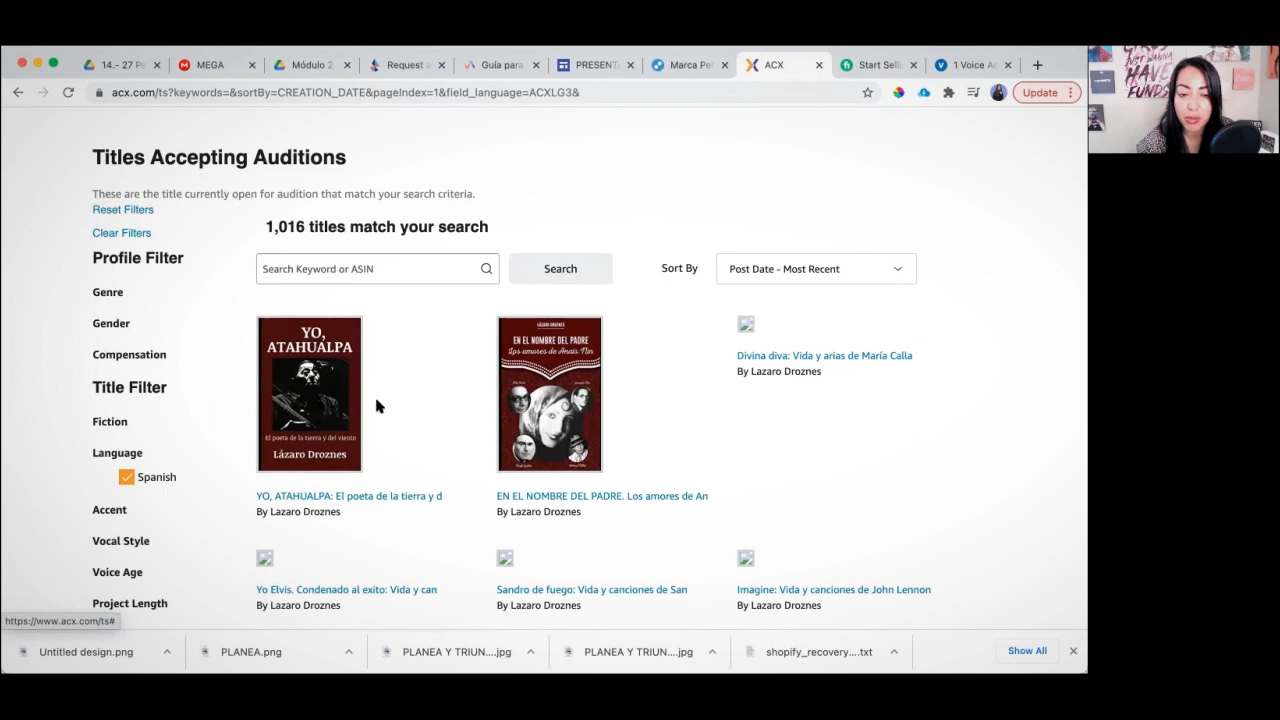 14.- 27 Ps
MEGA
Módulo 2
Request a
Guía para
PRESENT
Marca Pe
ACX
Start Sell
1 Voice A
acx.com/ts?keywords=&sortBy=CREATION_DATE&pageIndex=1&field_language=ACXLG3&
Update
GIRLS
JUST WANNA
HAVE
FUNDS
Titles Accepting Auditions
These are the title currently open for audition that match your search criteria.
Reset Filters
Clear Filters
1,016 titles match your search
Profile Filter
Search Keyword or ASIN
Search
Sort By
Post Date - Most Recent
Genre
Gender
Compensation
Title Filter
Fiction
Language
Spanish
Accent
Vocal Style
Voice Age
Project Length
YO,
ATAHUALPA
El poeta de la tierra y del viento
Lázaro Droznes
LÁZARO DROZNES
EN EL NOMBRE DEL PADRE
Los amores de Anaïs Nin
Divina diva: Vida y arias de María Calla
By Lazaro Droznes
YO, ATAHUALPA: El poeta de la tierra y d
By Lazaro Droznes
EN EL NOMBRE DEL PADRE. Los amores de An
By Lazaro Droznes
Yo Elvis. Condenado al exito: Vida y can
By Lazaro Droznes
Sandro de fuego: Vida y canciones de San
By Lazaro Droznes
Imagine: Vida y canciones de John Lennon
By Lazaro Droznes
https://www.acx.com/ts#
Untitled design.png
PLANEA.png
PLANEA Y TRIUN....jpg
PLANEA Y TRIUN....jpg
shopify_recovery....txt
Show All